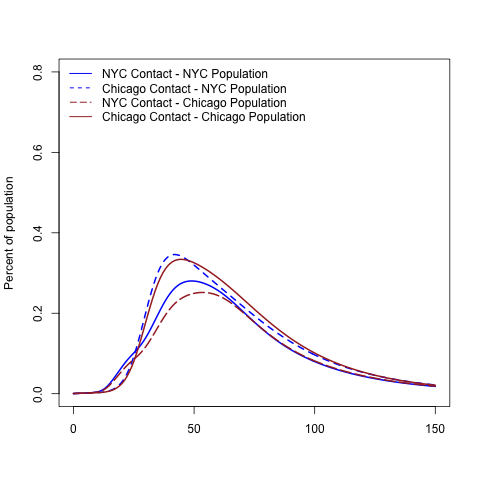 NYC Contact - NYC Population
Chicago Contact - NYC Population
NYC Contact - Chicago Population
Chicago Contact - Chicago Population
Percent of population
0.8
0.6
0.4
0.2
0.0
0 50 100 150